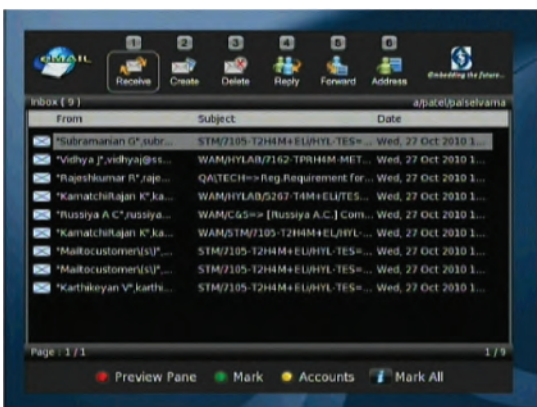 eMAIL
1 2 3 4 5 6
Receive Create Delete Reply Forward Address
Embedding the future...
Inbox ( 9 )
From Subject Date
"Subramanian G",subr... STM/7105-T2H4M+ELI/HYL-TES=... Wed, 27 Oct 2010 1...
"Vidhya J",vidhyaj@ss... WAM/HYLAB/7162-TPRH4M-MET... Wed, 27 Oct 2010 1...
"Rajeshkumar R",raje... QA(TECH=>Reg.Requirement for... Wed, 27 Oct 2010 1...
"KamatchiRajan K",ka... WAM/HYLAB/5267-T4M+ELI/TES... Wed, 27 Oct 2010 1...
"Russiya A C",russiya... WAM/C&S=> [Russiya A.C.] Com... Wed, 27 Oct 2010 1...
"KamatchiRajan K",ka... WAM/STM/7105-T2H4M+EL/HYL-... Wed, 27 Oct 2010 1...
"Mailtocustomer\(s\)",... STM/7105-T2H4M+ELI/HYL-TES=... Wed, 27 Oct 2010 1...
"Mailtocustomer\(s\)",... STM/7105-T2H4M+ELI/HYL-TES=... Wed, 27 Oct 2010 1...
"Karthikeyan V",karthi... STM/7105-T2H4M+ELI/HYL-TES=... Wed, 27 Oct 2010 1...
Page : 1 / 1 1 / 9
Preview Pane Mark Accounts i Mark All